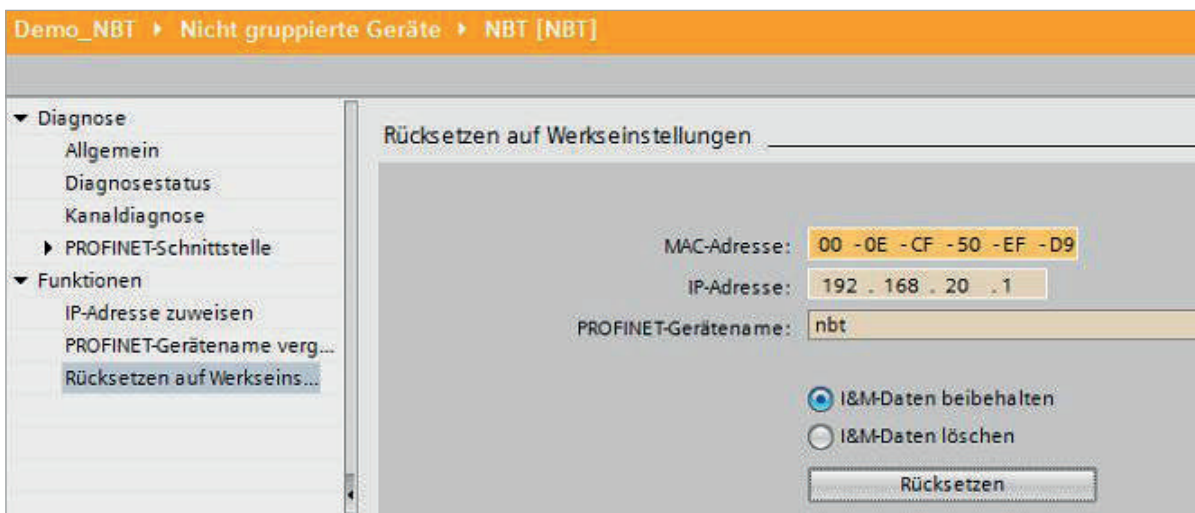 Demo_NBT ▸ Nicht gruppierte Geräte ▸ NBT [NBT]
Diagnose
Allgemein
Diagnosestatus
Kanaldiagnose
PROFINET-Schnittstelle
Funktionen
IP-Adresse zuweisen
PROFINET-Gerätename verg...
Rücksetzen auf Werkseins...
Rücksetzen auf Werkseinstellungen
MAC-Adresse: 00 -0E -CF -50 -EF -D9
IP-Adresse: 192 . 168 . 20 . 1
PROFINET-Gerätename: nbt
I&M-Daten beibehalten
I&M-Daten löschen
Rücksetzen